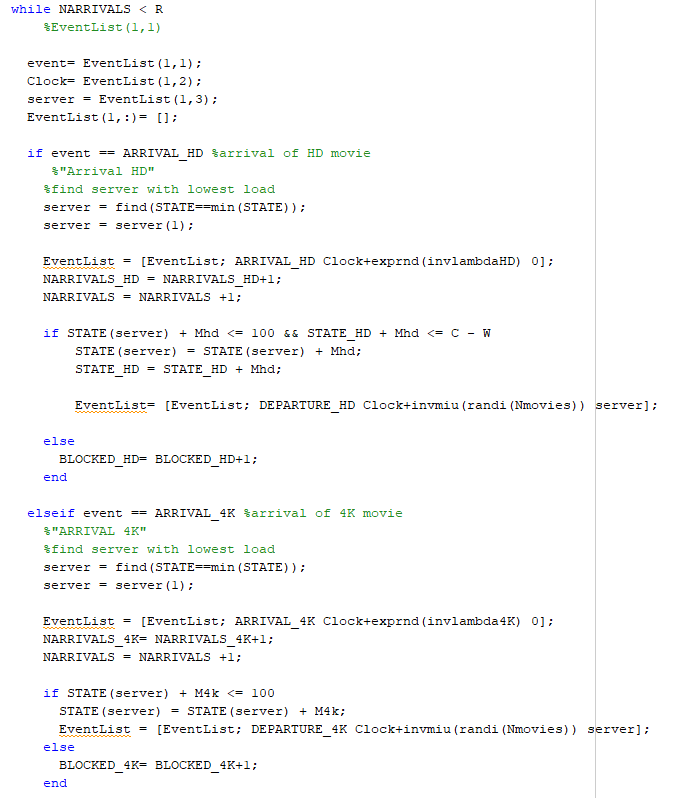 while NARRIVALS < R
%EventList(1,1)
event= EventList(1,1);
Clock= EventList(1,2);
server = EventList(1,3);
EventList(1,:)= [];
if event == ARRIVAL_HD %arrival of HD movie
%"Arrival HD"
%find server with lowest load
server = find(STATE==min(STATE));
server = server(1);
EventList = [EventList; ARRIVAL_HD Clock+exprnd(invlambdaHD) 0];
NARRIVALS_HD = NARRIVALS_HD+1;
NARRIVALS = NARRIVALS +1;
if STATE(server) + Mhd <= 100 && STATE_HD + Mhd <= C - W
STATE(server) = STATE(server) + Mhd;
STATE_HD = STATE_HD + Mhd;
EventList= [EventList; DEPARTURE_HD Clock+invmiu(randi(Nmovies)) server];
else
BLOCKED_HD= BLOCKED_HD+1;
end
elseif event == ARRIVAL_4K %arrival of 4K movie
%"ARRIVAL 4K"
%find server with lowest load
server = find(STATE==min(STATE));
server = server(1);
EventList = [EventList; ARRIVAL_4K Clock+exprnd(invlambda4K) 0];
NARRIVALS_4K= NARRIVALS_4K+1;
NARRIVALS = NARRIVALS +1;
if STATE(server) + M4k <= 100
STATE(server) = STATE(server) + M4k;
EventList = [EventList; DEPARTURE_4K Clock+invmiu(randi(Nmovies)) server];
else
BLOCKED_4K= BLOCKED_4K+1;
end